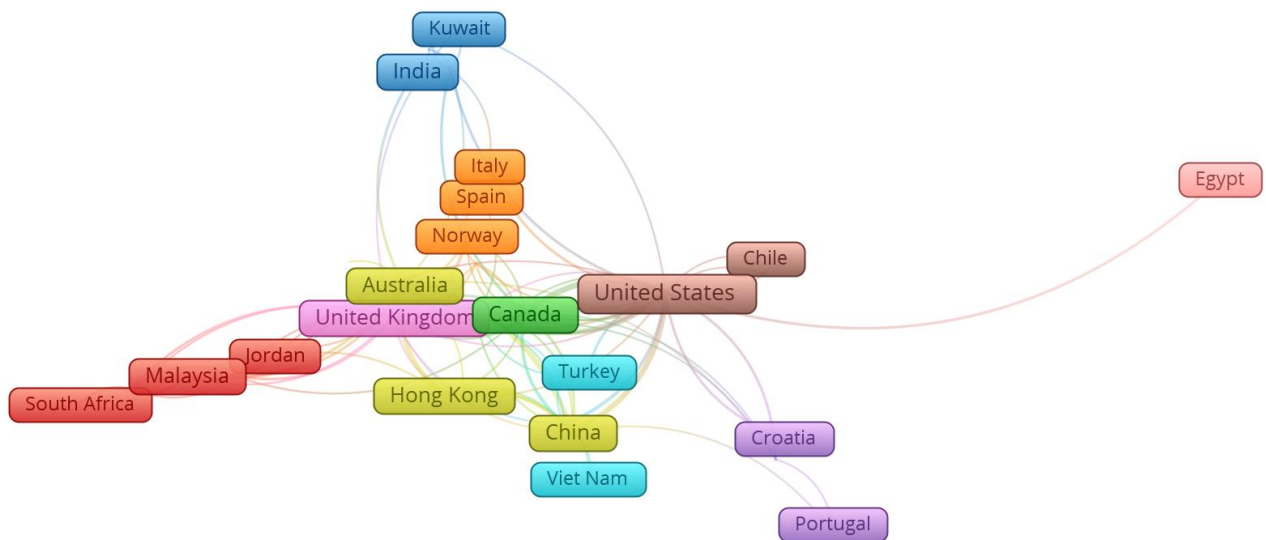 Kuwait
India
Italy
Egypt
Spain
Norway
Chile
Australia
United States
United Kingdom
Canada
Jordan
Malaysia
Turkey
Hong Kong
South Africa
China
Croatia
Viet Nam
Portugal